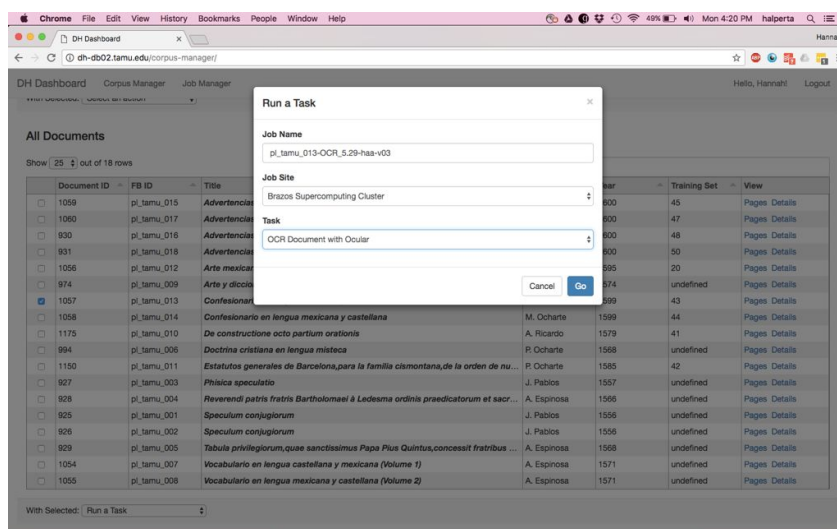 Chrome File Edit View History Bookmarks People Window Help 49% Mon 4:20 PM halperta
DH Dashboard Hanna
dh-db02.tamu.edu/corpus-manager/
DH Dashboard Corpus Manager Job Manager Hello, Hannah! Logout
With Selected: Select an action
Run a Task ×
Job Name
pl_tamu_013-OCR_5.29-haa-v03
Job Site
Brazos Supercomputing Cluster
Task
OCR Document with Ocular
Cancel Go
All Documents
Show 25 out of 18 rows
Document ID FB ID Title ear Training Set View
1059 pl_tamu_015 Advertencias 600 45 Pages Details
1060 pl_tamu_017 Advertencias 600 47 Pages Details
930 pl_tamu_016 Advertencias 600 48 Pages Details
931 pl_tamu_018 Advertencias 600 50 Pages Details
1056 pl_tamu_012 Arte mexicar 595 20 Pages Details
974 pl_tamu_009 Arte y diccio 574 undefined Pages Details
1057 pl_tamu_013 Confesionar 599 43 Pages Details
1058 pl_tamu_014 Confesionario en lengua mexicana y castellana M. Ocharte 1599 44 Pages Details
1175 pl_tamu_010 De constructione octo partium orationis A. Ricardo 1579 41 Pages Details
994 pl_tamu_006 Doctrina cristiana en lengua misteca P. Ocharte 1568 undefined Pages Details
1150 pl_tamu_011 Estatutos generales de Barcelona,para la familia cismontana,de la orden de nu... P. Ocharte 1585 42 Pages Details
927 pl_tamu_003 Phisica speculatio J. Pablos 1557 undefined Pages Details
928 pl_tamu_004 Reverendi patris fratris Bartholomaei à Ledesma ordinis praedicatorum et sacr... A. Espinosa 1566 undefined Pages Details
925 pl_tamu_001 Speculum conjugiorum J. Pablos 1556 undefined Pages Details
926 pl_tamu_002 Speculum conjugiorum J. Pablos 1556 undefined Pages Details
929 pl_tamu_005 Tabula privilegiorum,quae sanctissimus Papa Pius Quintus,concessit fratribus ... A. Espinosa 1568 undefined Pages Details
1054 pl_tamu_007 Vocabulario en lengua castellana y mexicana (Volume 1) A. Espinosa 1571 undefined Pages Details
1055 pl_tamu_008 Vocabulario en lengua mexicana y castellana (Volume 2) A. Espinosa 1571 undefined Pages Details
With Selected: Run a Task